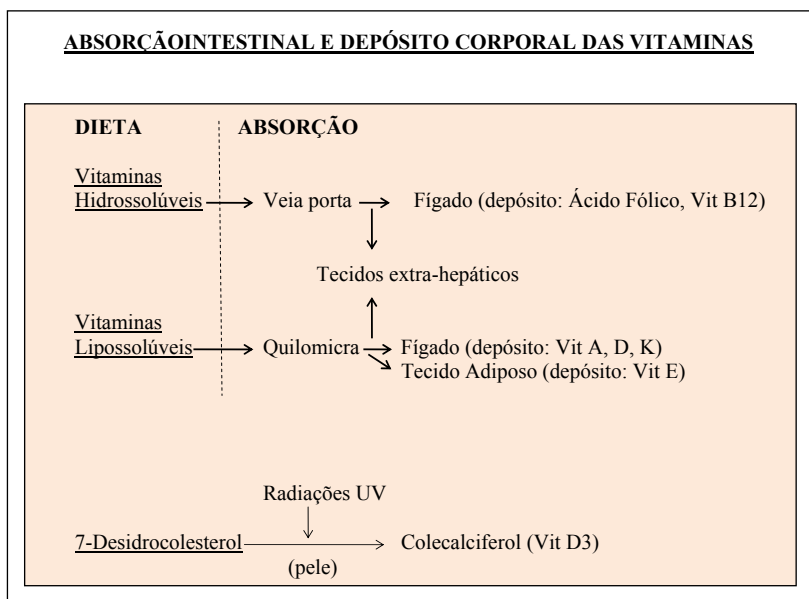 ABSORÇÃOINTESTINAL E DEPÓSITO CORPORAL DAS VITAMINAS
DIETA ABSORÇÃO
Vitaminas
Hidrossolúveis Veia porta Fígado (depósito: Ácido Fólico, Vit B12)
Tecidos extra-hepáticos
Vitaminas
Lipossolúveis Quilomicra Fígado (depósito: Vit A, D, K)
Tecido Adiposo (depósito: Vit E)
Radiações UV
7-Desidrocolesterol Colecalciferol (Vit D3)
(pele)